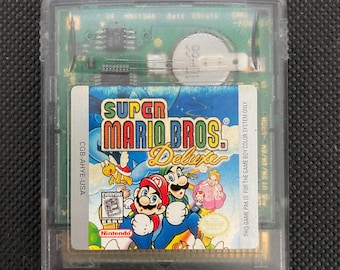 SUPER
MARIO BROS.
Deluxe
CGB-AHYE-USA
THIS GAME PAK IS FOR THE GAME BOY COLOR SYSTEM ONLY
Nintendo